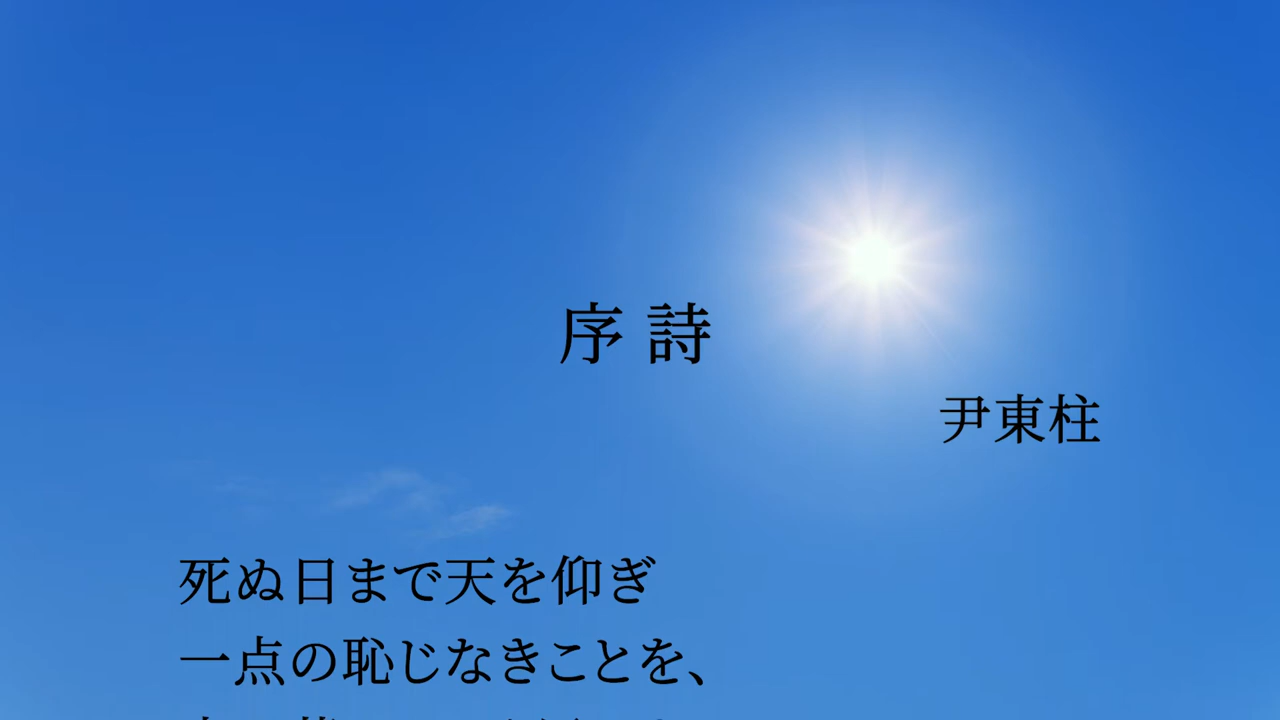 序 詩
尹東柱
死ぬ日まで天を仰ぎ
一点の恥じなきことを、